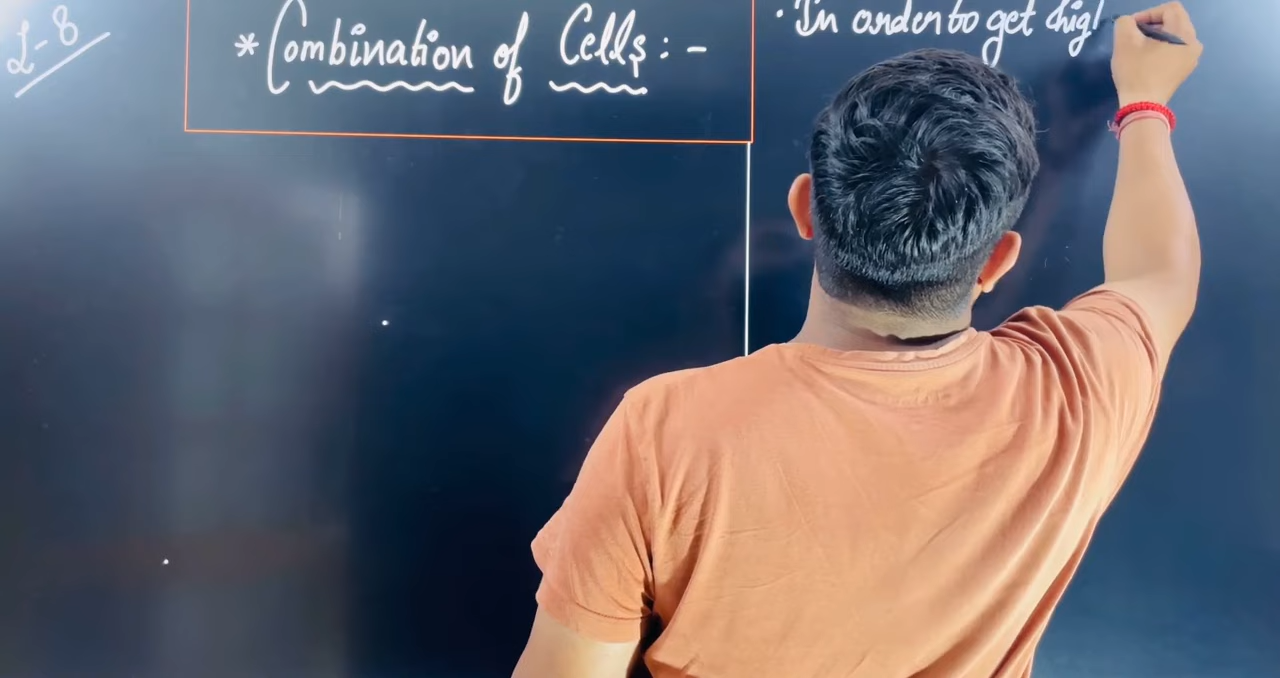 L-8
* Combination of Cells : -
· In order to get